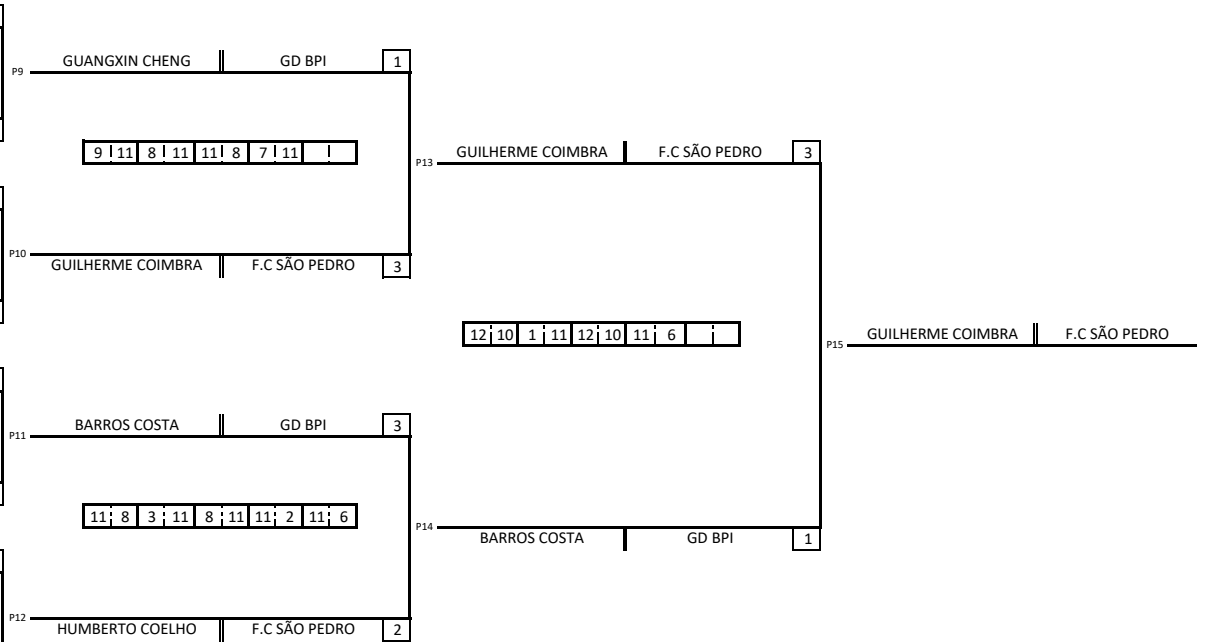 P9 GUANGXIN CHENG GD BPI 1
9 11 8 11 11 8 7 11
P10 GUILHERME COIMBRA F.C SÃO PEDRO 3
P11 BARROS COSTA GD BPI 3
11 8 3 11 8 11 11 2 11 6
P12 HUMBERTO COELHO F.C SÃO PEDRO 2
P13 GUILHERME COIMBRA F.C SÃO PEDRO 3
12 10 1 11 12 10 11 6
P14 BARROS COSTA GD BPI 1
P15 GUILHERME COIMBRA F.C SÃO PEDRO